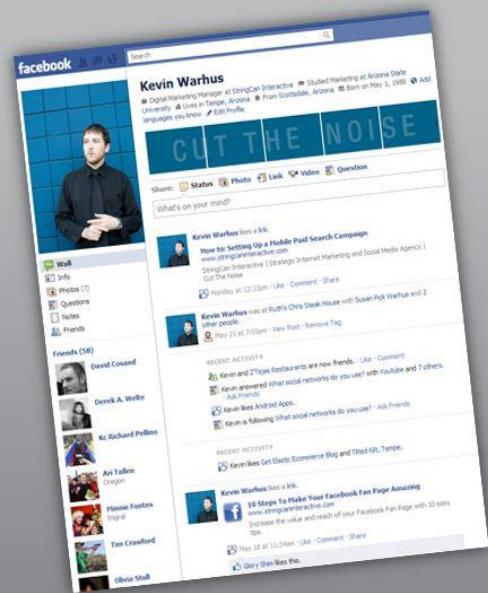 facebook
Search
Kevin Warhus
Digital Marketing Manager at StringCan Interactive Studied Marketing at Arizona State
University Lives in Tempe, Arizona From Scottsdale, Arizona Born on May 1, 1988 Add
languages you know Edit Profile
CUT THE NOISE
Share: Status Photo Link Video Question
What's on your mind?
Wall
Info
Photos (7)
Questions
Notes
Friends
Friends (58)
David Cosand
Derek A. Welte
Kc Richard Pellino
Ari Tallen
Oregon
Minnie Fontes
Inigral
Tim Crawford
Olivia Stull
Kevin Warhus likes a link.
How to: Setting Up a Mobile Paid Search Campaign
www.stringcaninteractive.com
StringCan Interactive | Strategic Internet Marketing and Social Media Agency |
Cut The Noise
Monday at 12:33pm · Like · Comment · Share
Kevin Warhus was at Ruth's Chris Steak House with Susan Pick Warhus and 2
other people.
May 21 at 7:05pm · View Post · Remove Tag
RECENT ACTIVITY
Kevin and Z'Tejas Restaurants are now friends. · Like · Comment
Kevin answered What social networks do you use? with Youtube and 7 others.
· Ask Friends
Kevin likes Android Apps.
Kevin is following What social networks do you use? · Ask Friends
RECENT ACTIVITY
Kevin likes Get Elastic Ecommerce Blog and Tilted Kilt, Tempe.
Kevin Warhus likes a link.
10 Steps To Make Your Facebook Fan Page Amazing
www.stringcaninteractive.com
Increase the value and reach of your Facebook Fan Page with 10 easy
tips.
May 18 at 11:54am · Like · Comment · Share
Glory Shim likes this.